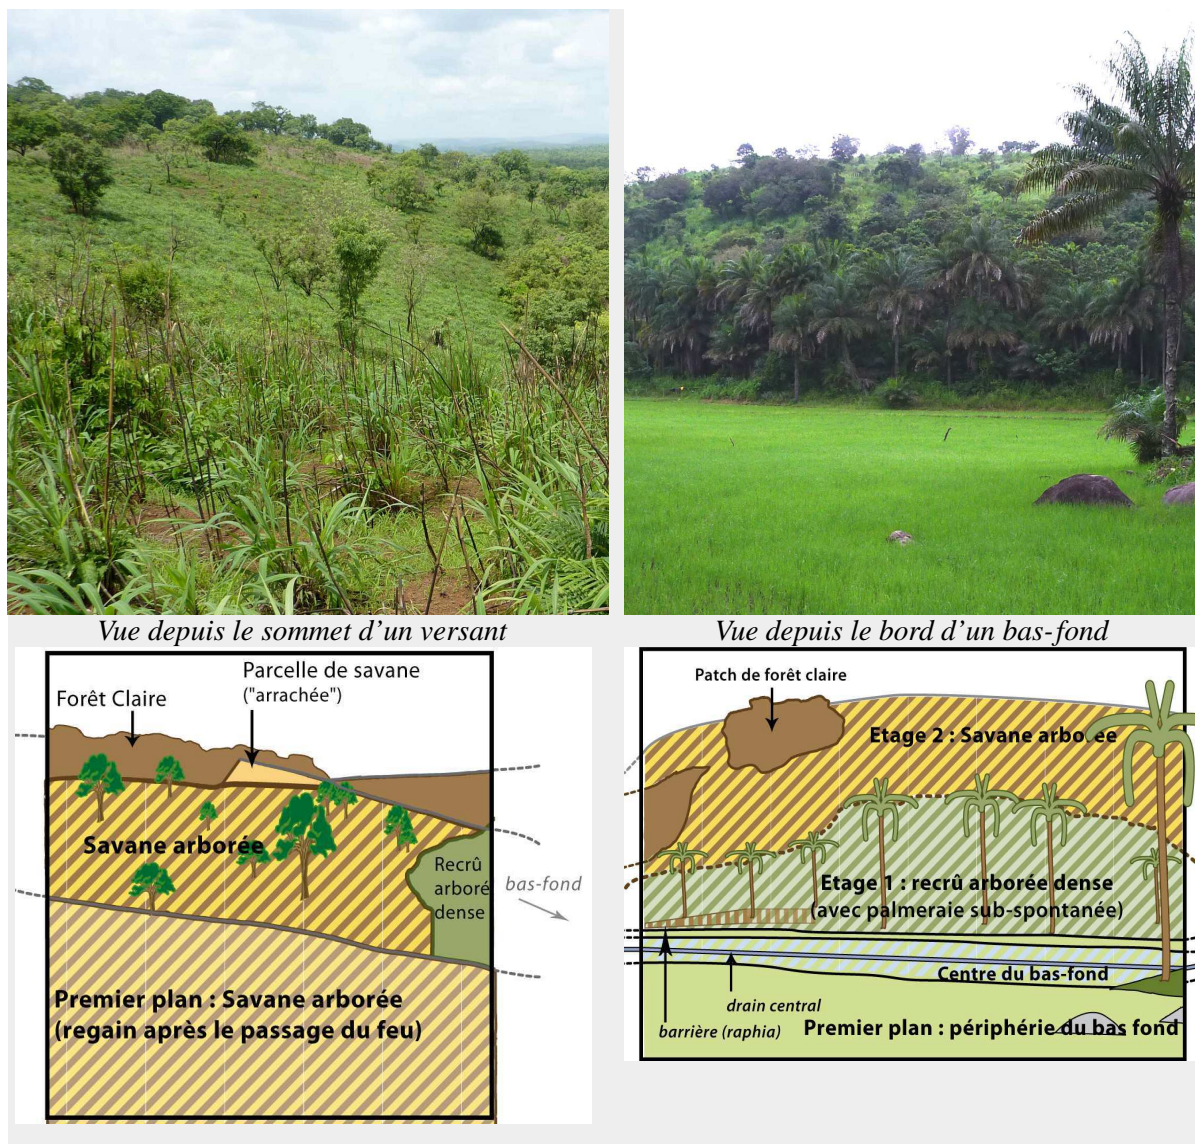 Vue depuis le sommet d'un versant
Vue depuis le bord d'un bas-fond
Forêt Claire
Parcelle de savane
("arrachée")
Savane arborée
Recrû
arboré
dense
bas-fond
Premier plan : Savane arborée
(regain après le passage du feu)
Patch de forêt claire
Etage 2 : Savane arborée
Etage 1 : recrû arborée dense
(avec palmeraie sub-spontanée)
Centre du bas-fond
drain central
barrière (raphia)
Premier plan : périphérie du bas fond